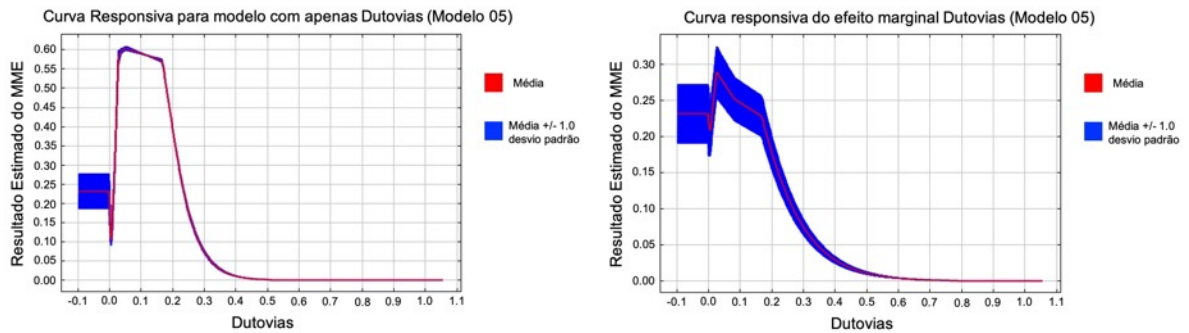 Curva Responsiva para modelo com apenas Dutovias (Modelo 05)
Resultado Estimado do MME
0.60
0.55
0.50
0.45
0.40
0.35
0.30
0.25
0.20
0.15
0.10
0.05
0.00
-0.1 0.0 0.1 0.2 0.3 0.4 0.5 0.6 0.7 0.8 0.9 1.0 1.1
Dutovias
Média
Média +/- 1.0
desvio padrão
Curva responsiva do efeito marginal Dutovias (Modelo 05)
Resultado Estimado do MME
0.30
0.25
0.20
0.15
0.10
0.05
0.00
-0.1 0.0 0.1 0.2 0.3 0.4 0.5 0.6 0.7 0.8 0.9 1.0 1.1
Dutovias
Média
Média +/- 1.0
desvio padrão